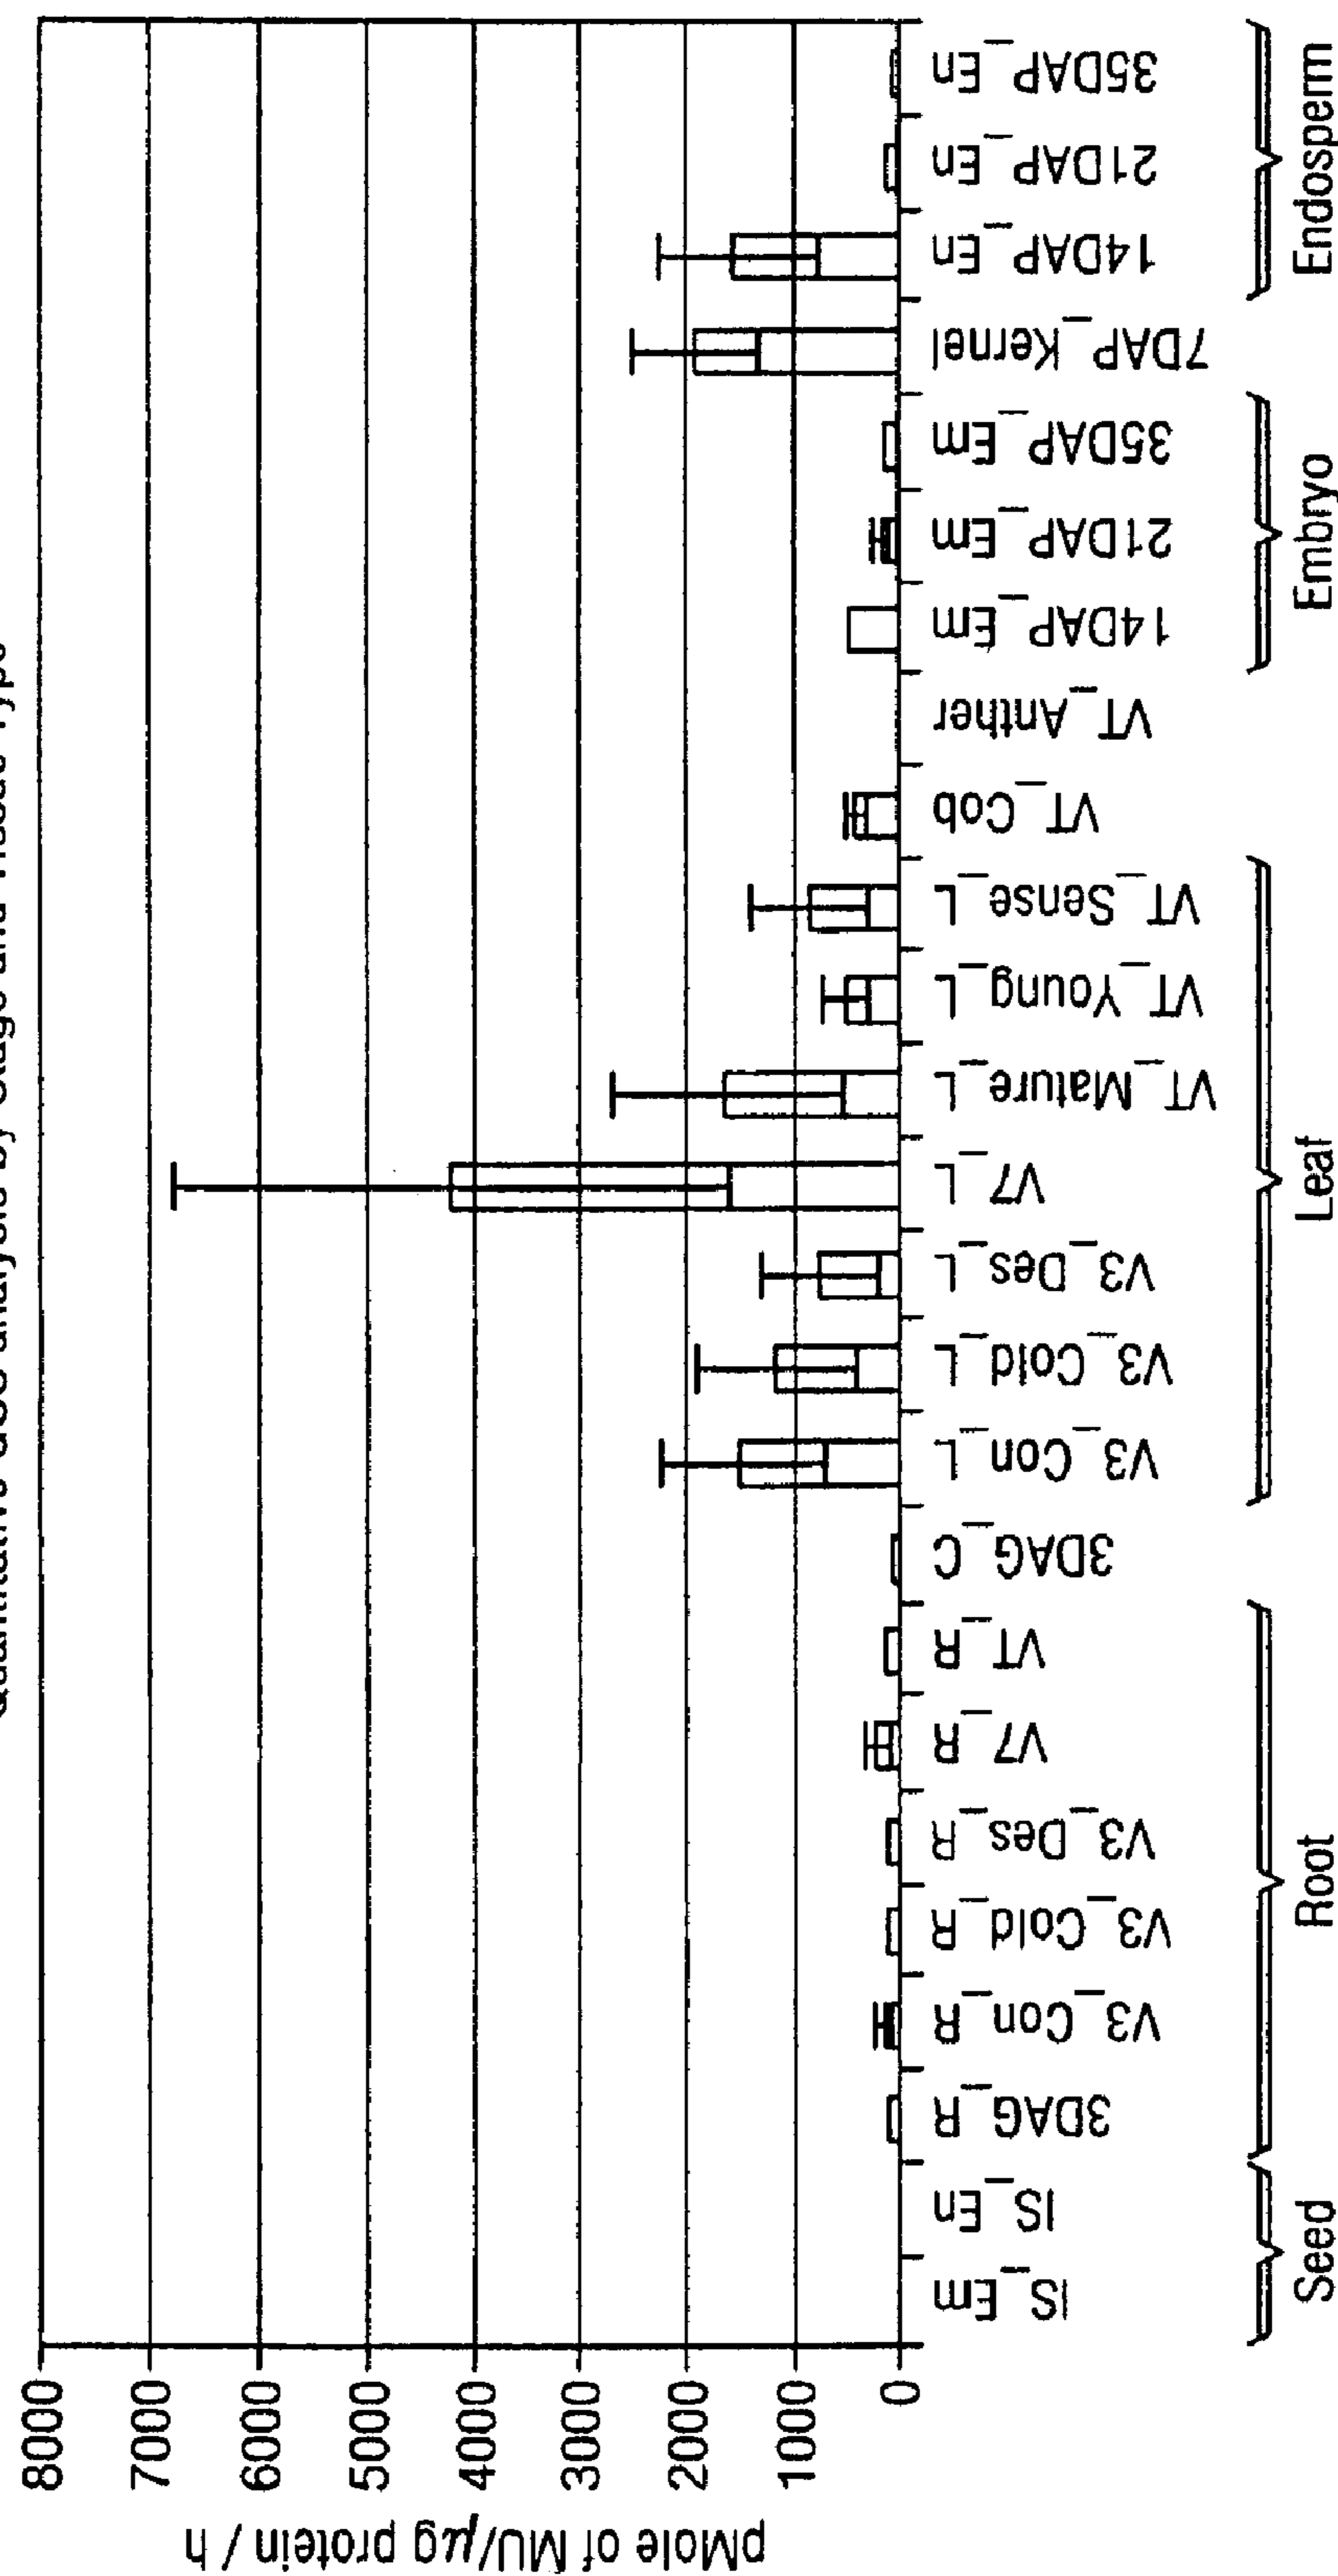 Quantitative GUS analysis by Stage and Tissue Type
pMole of MU/µg protein / h
8000
7000
6000
5000
4000
3000
2000
1000
0
IS_Em
IS_En
3DAG_R
V3_Con_R
V3_Cold_R
V3_Des_R
V7_R
VT_R
3DAG_C
V3_Con_L
V3_Cold_L
V3_Des_L
V7_L
VT_Mature_L
VT_Young_L
VT_Sense_L
VT_Cob
VT_Anther
14DAP_Em
21DAP_Em
35DAP_Em
7DAP_Kernel
14DAP_En
21DAP_En
35DAP_En
Seed
Root
Leaf
Embryo
Endosperm